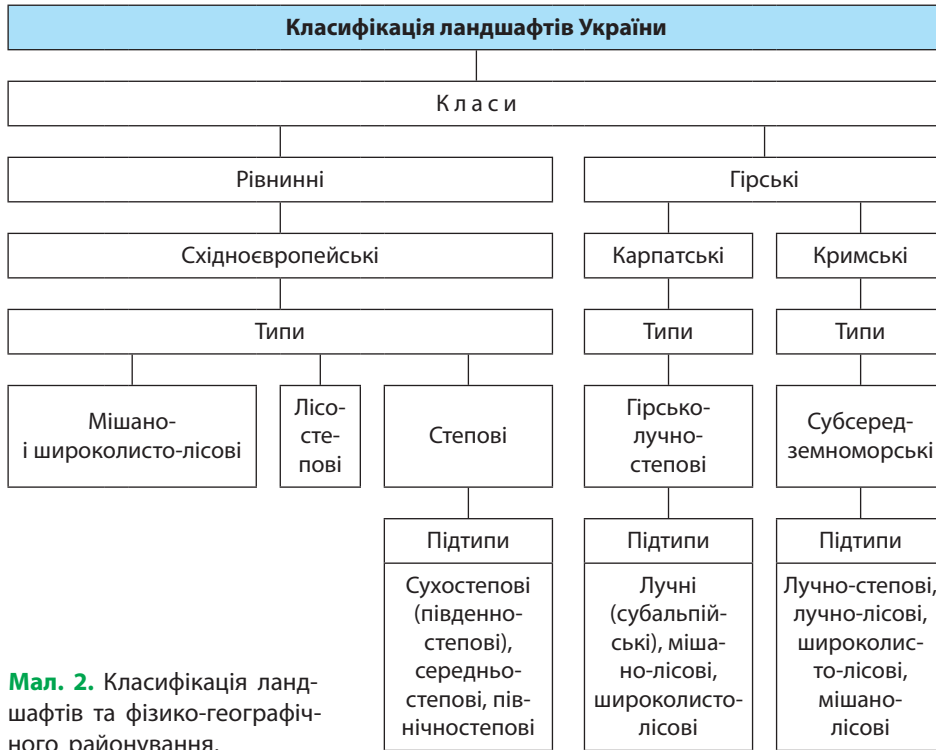 Класифікація ландшафтів України
Класи
Рівнинні
Гірські
Східноєвропейські
Карпатські
Кримські
Типи
Типи
Типи
Мішано-
і широколисто-лісові
Лісо-
сте-
пові
Степові
Гірсько-
лучно-
степові
Субсеред-
земноморські
Підтипи
Сухостепові
(південно-
степові),
середньо-
степові, пів-
нічностепові
Підтипи
Лучні
(субальпій-
ські), міша-
но-лісові,
широколисто-
лісові
Підтипи
Лучно-степові,
лучно-лісові,
широколис-
то-лісові,
мішано-
лісові
Мал. 2. Класифікація ланд-
шафтів та фізико-географіч-
ного районування.